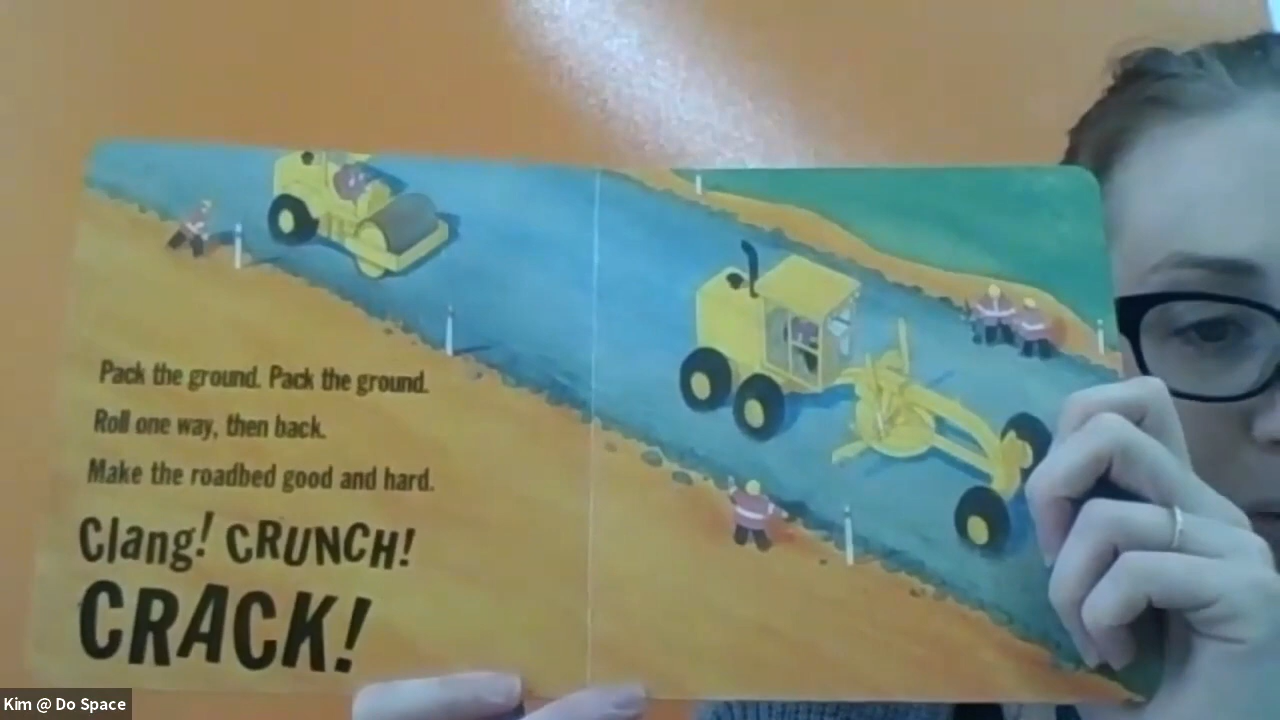 Pack the ground. Pack the ground.
Roll one way, then back.
Make the roadbed good and hard.
Clang! CRUNCH!
CRACK!
Kim @ Do Space